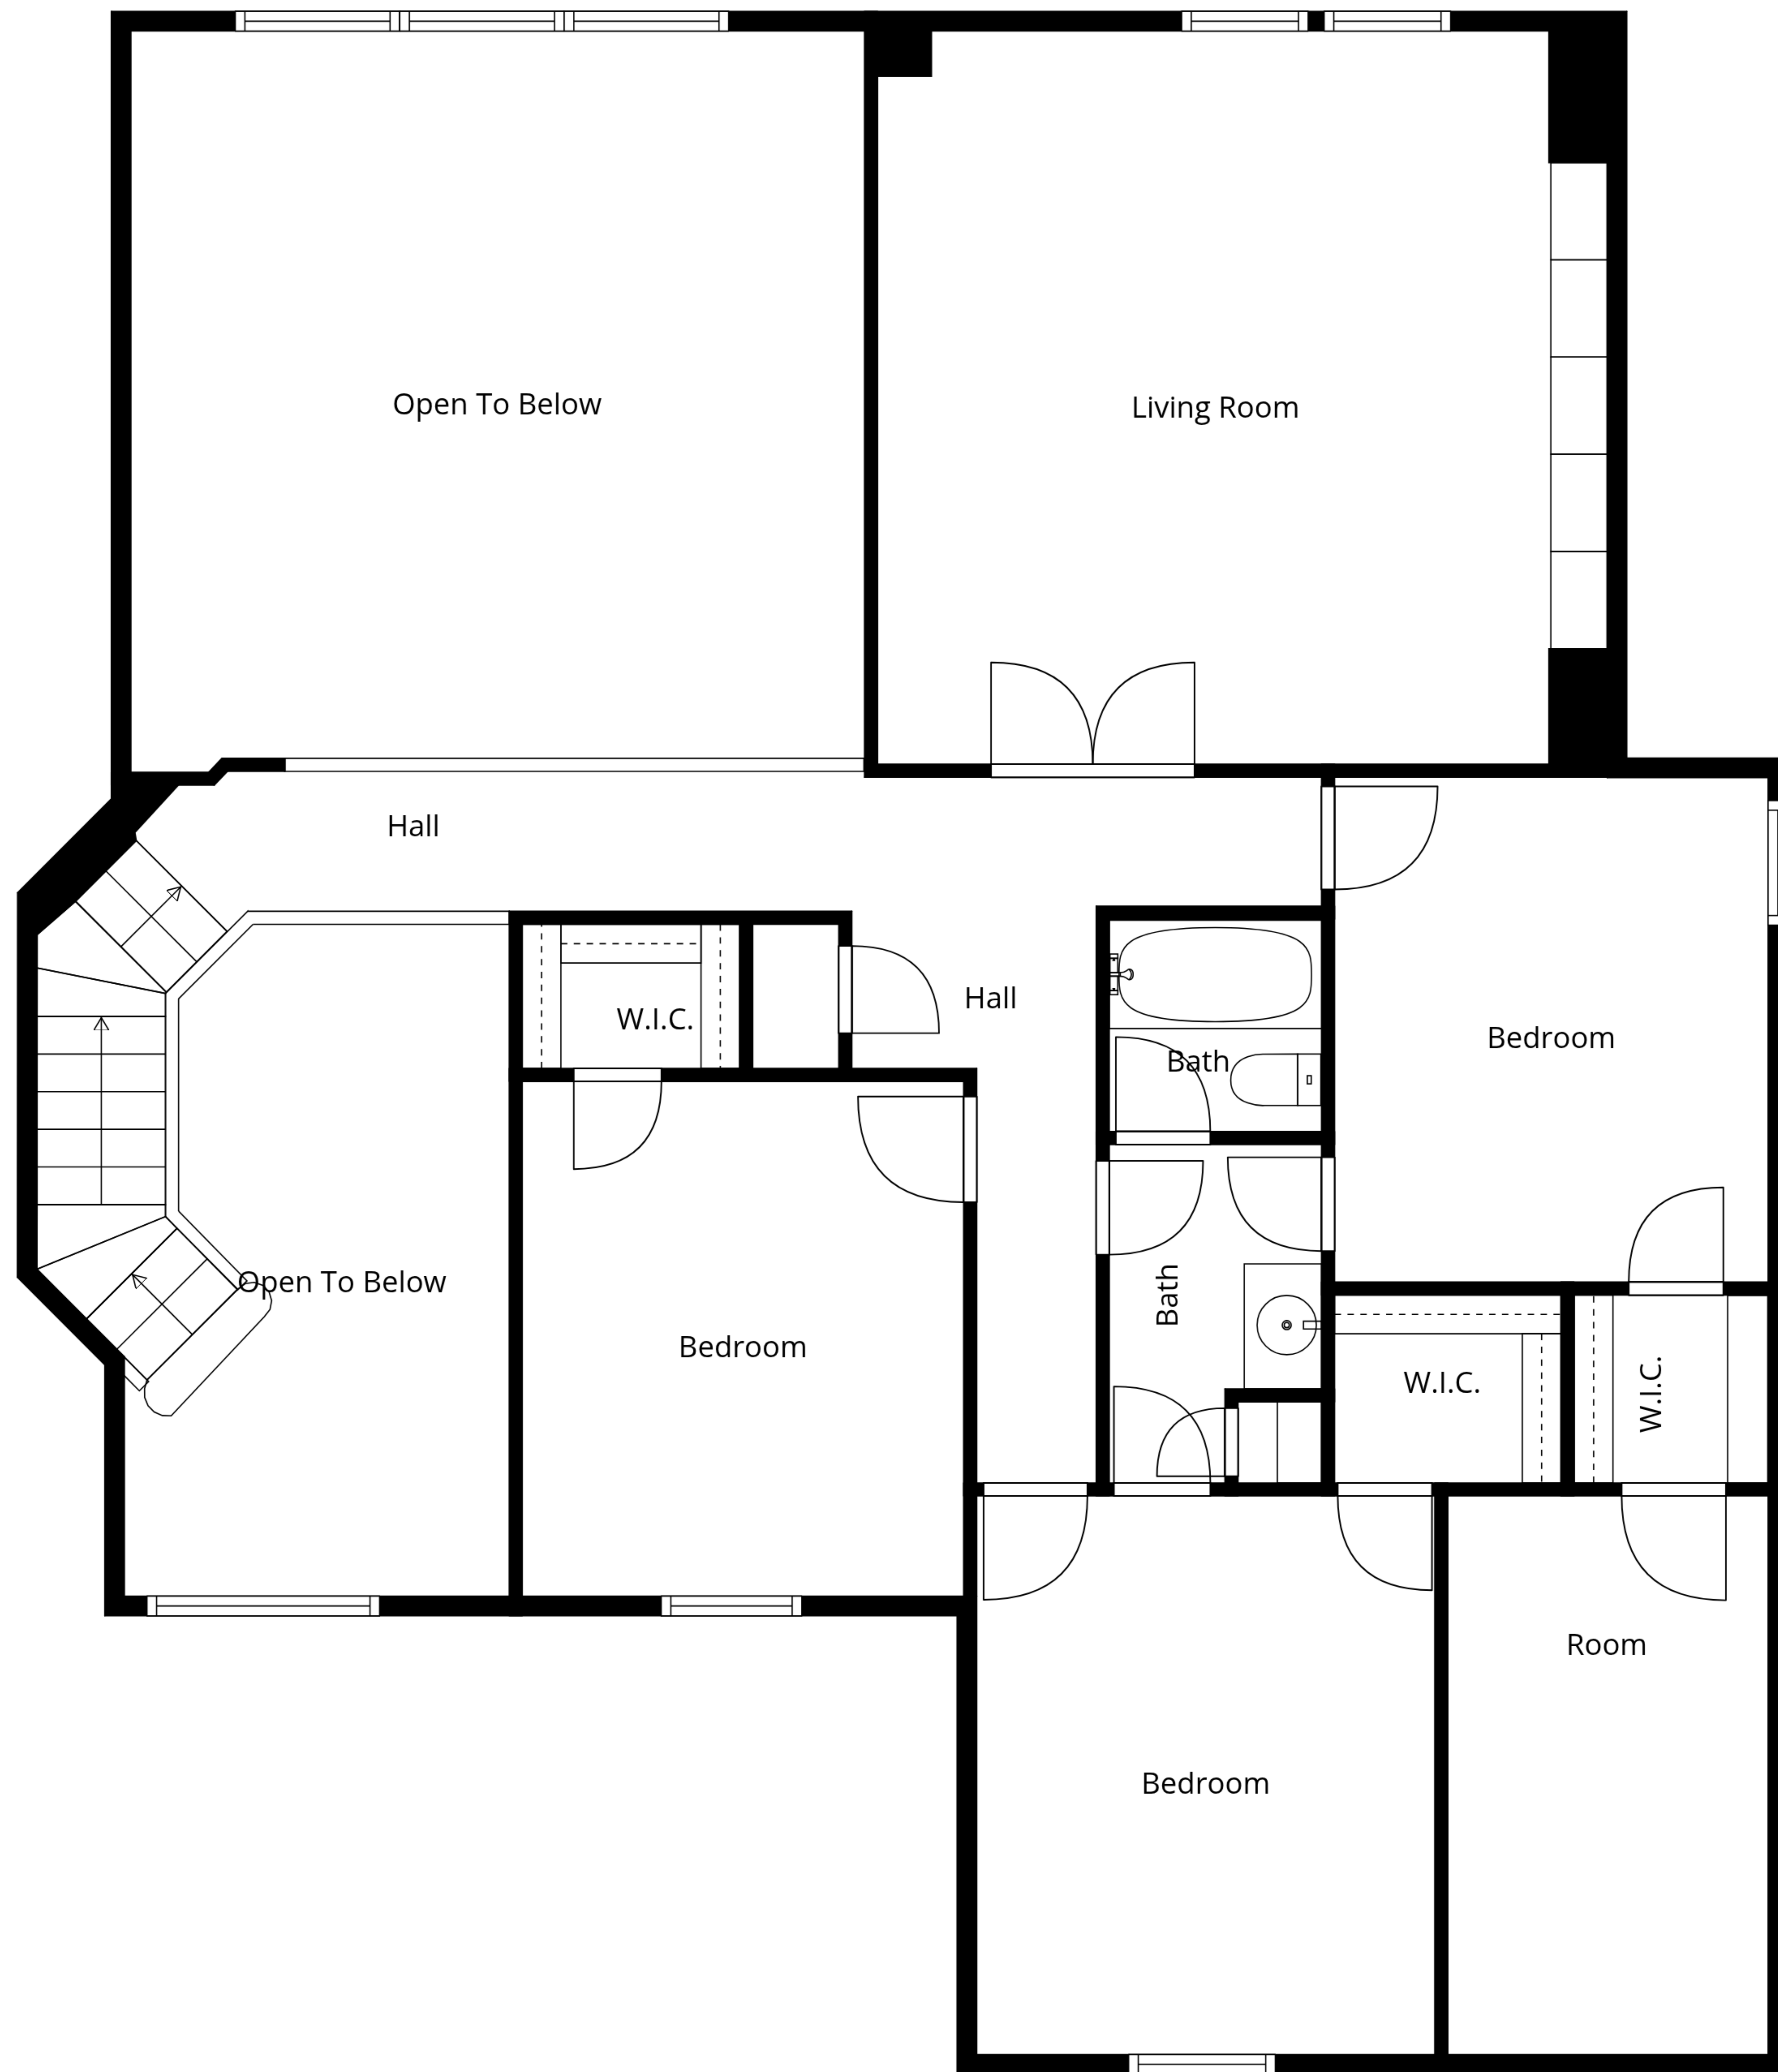 Open To Below
Living Room
Hall
Hall
W.I.C.
Bedroom
Bath
Open To Below
Bath
Bedroom
W.I.C.
W.I.C.
Room
Bedroom